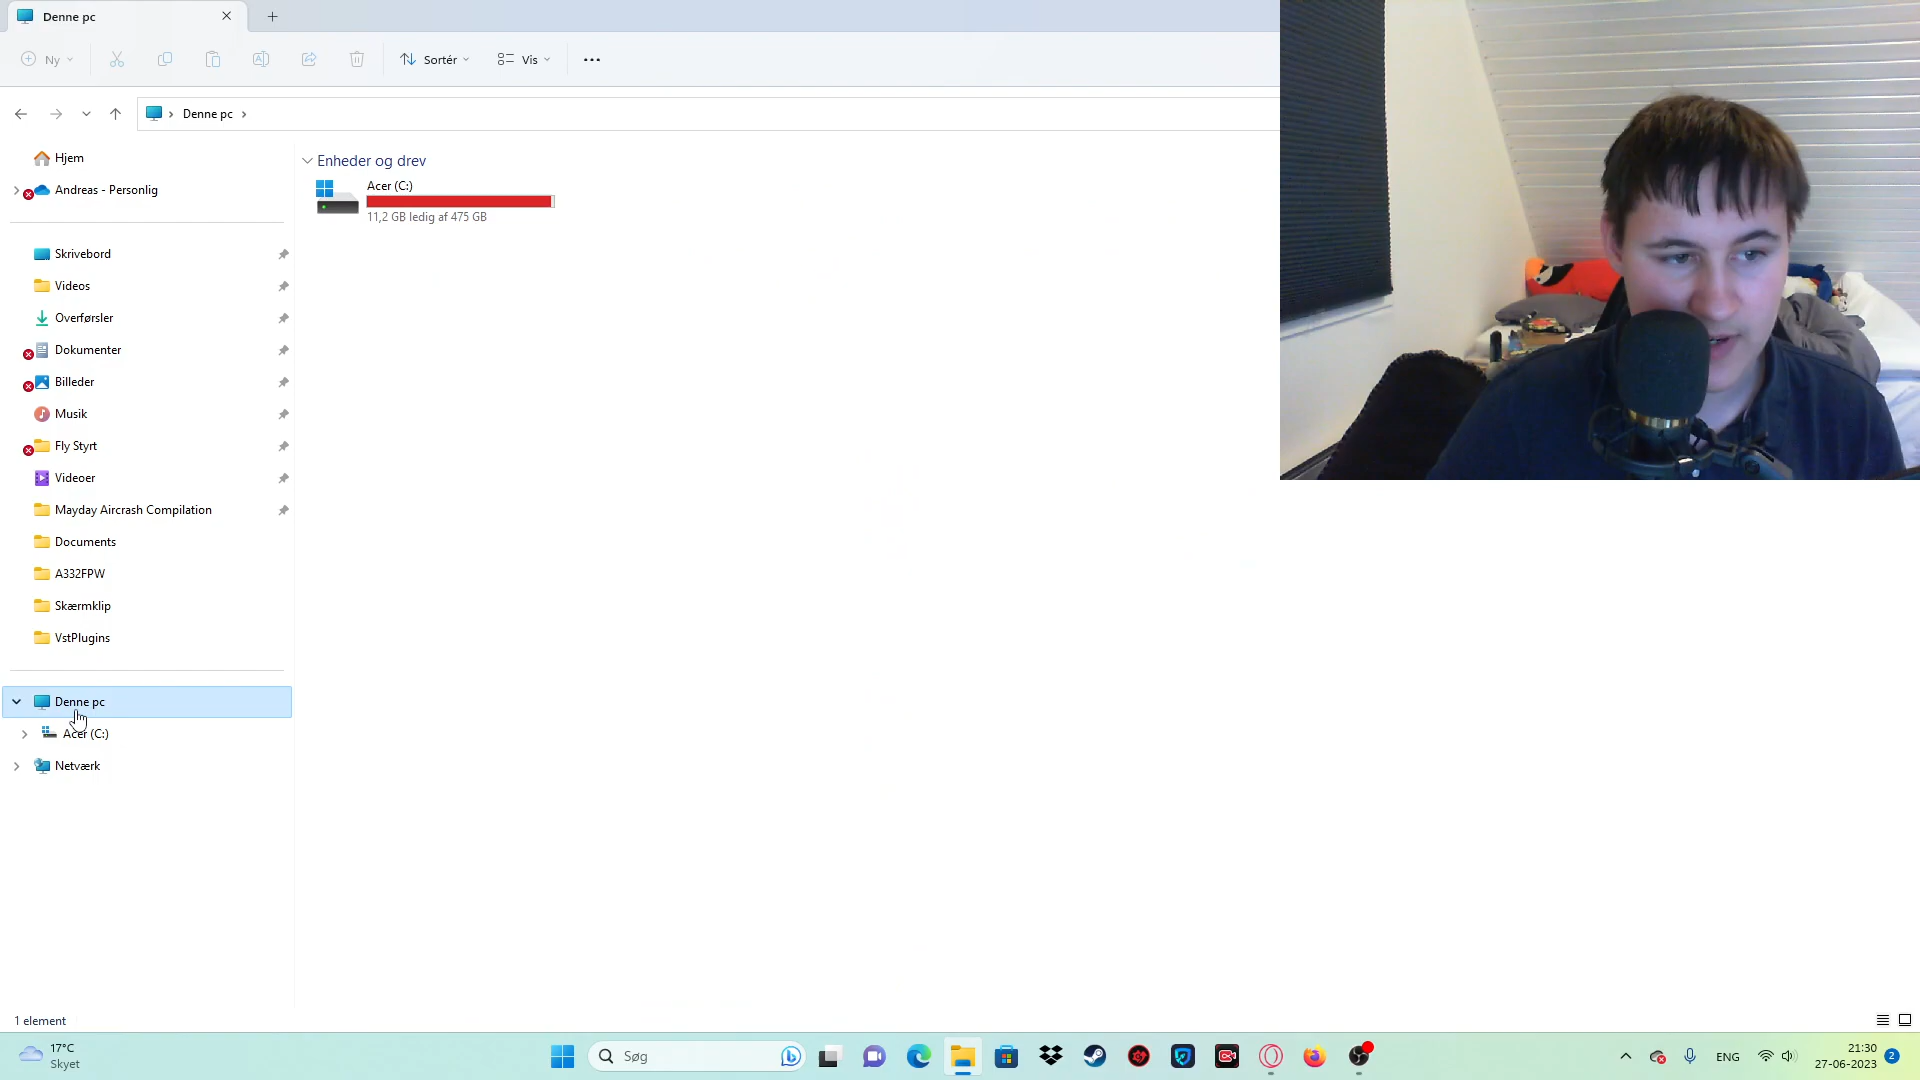 Denne pc
Ny
Sortér
Vis
Denne pc
Hjem
Andreas - Personlig
Skrivebord
Videos
Overførsler
Dokumenter
Billeder
Musik
Fly Styrt
Videoer
Mayday Aircrash Compilation
Documents
A332FPW
Skærmklip
VstPlugins
Denne pc
Acer (C:)
Netværk
Enheder og drev
Acer (C:)
11,2 GB ledig af 475 GB
1 element
17°C
Skyet
Søg
ENG
21:30
27-06-2023
2